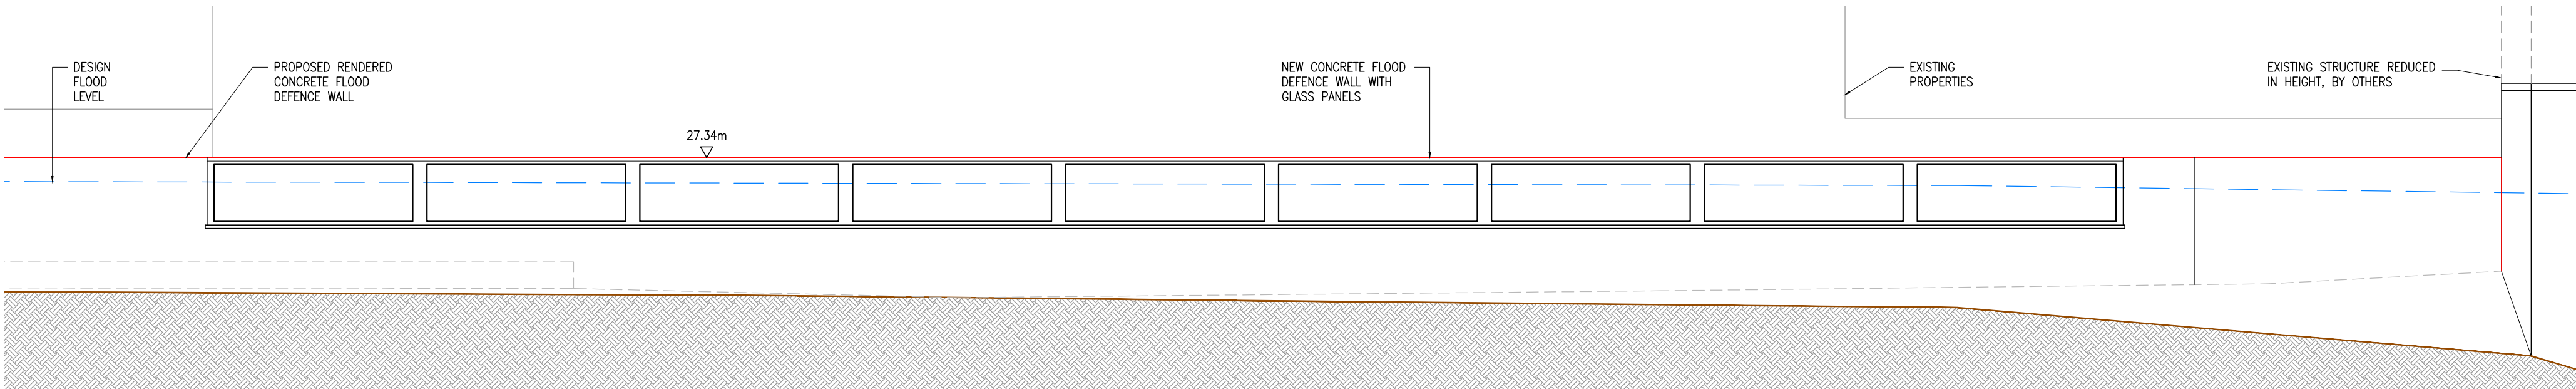 DESIGN
FLOOD
LEVEL
PROPOSED RENDERED
CONCRETE FLOOD
DEFENCE WALL
27.34m
NEW CONCRETE FLOOD
DEFENCE WALL WITH
GLASS PANELS
EXISTING
PROPERTIES
EXISTING STRUCTURE REDUCED
IN HEIGHT, BY OTHERS